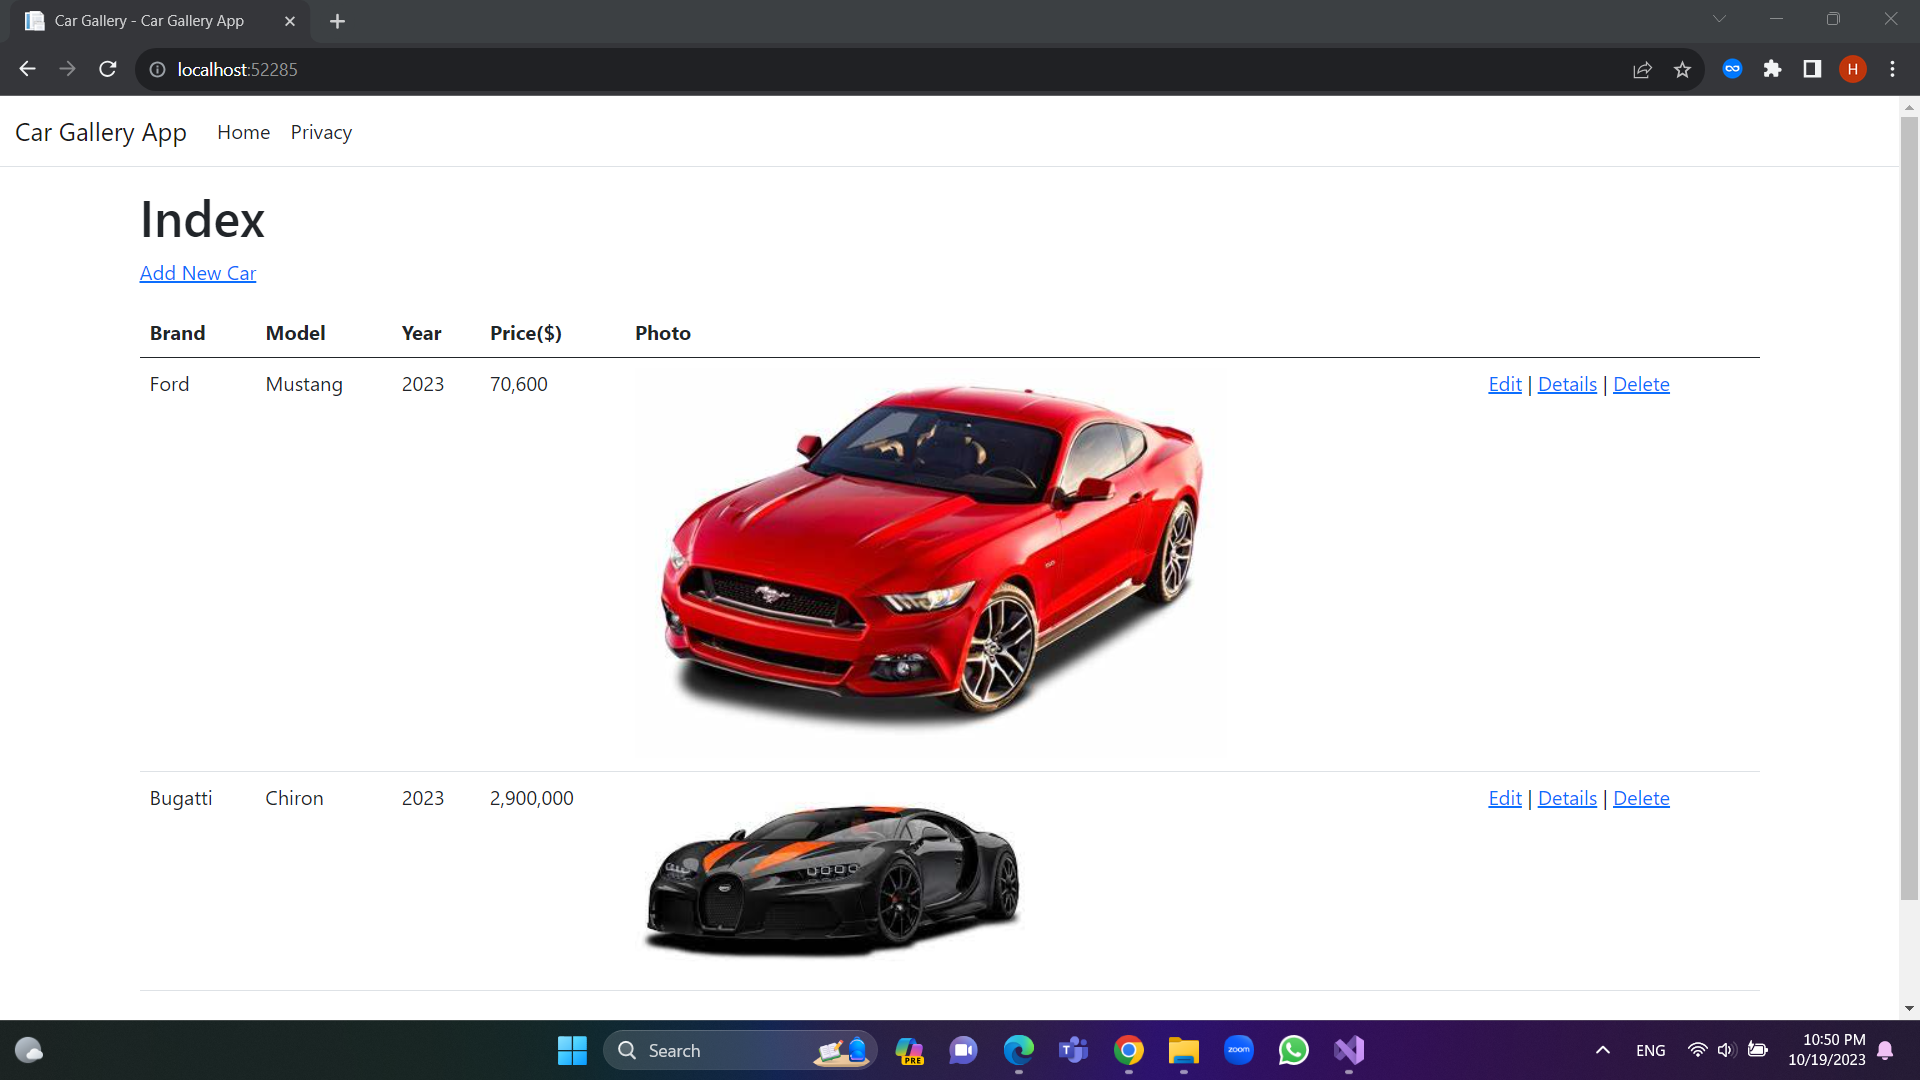 Car Gallery - Car Gallery App
localhost:52285
H
Car Gallery App Home Privacy
Index
Add New Car
Brand Model Year Price($) Photo
Ford Mustang 2023 70,600 Edit | Details | Delete
Bugatti Chiron 2023 2,900,000 Edit | Details | Delete
Search
PRE
zoom
ENG
10:50 PM
10/19/2023